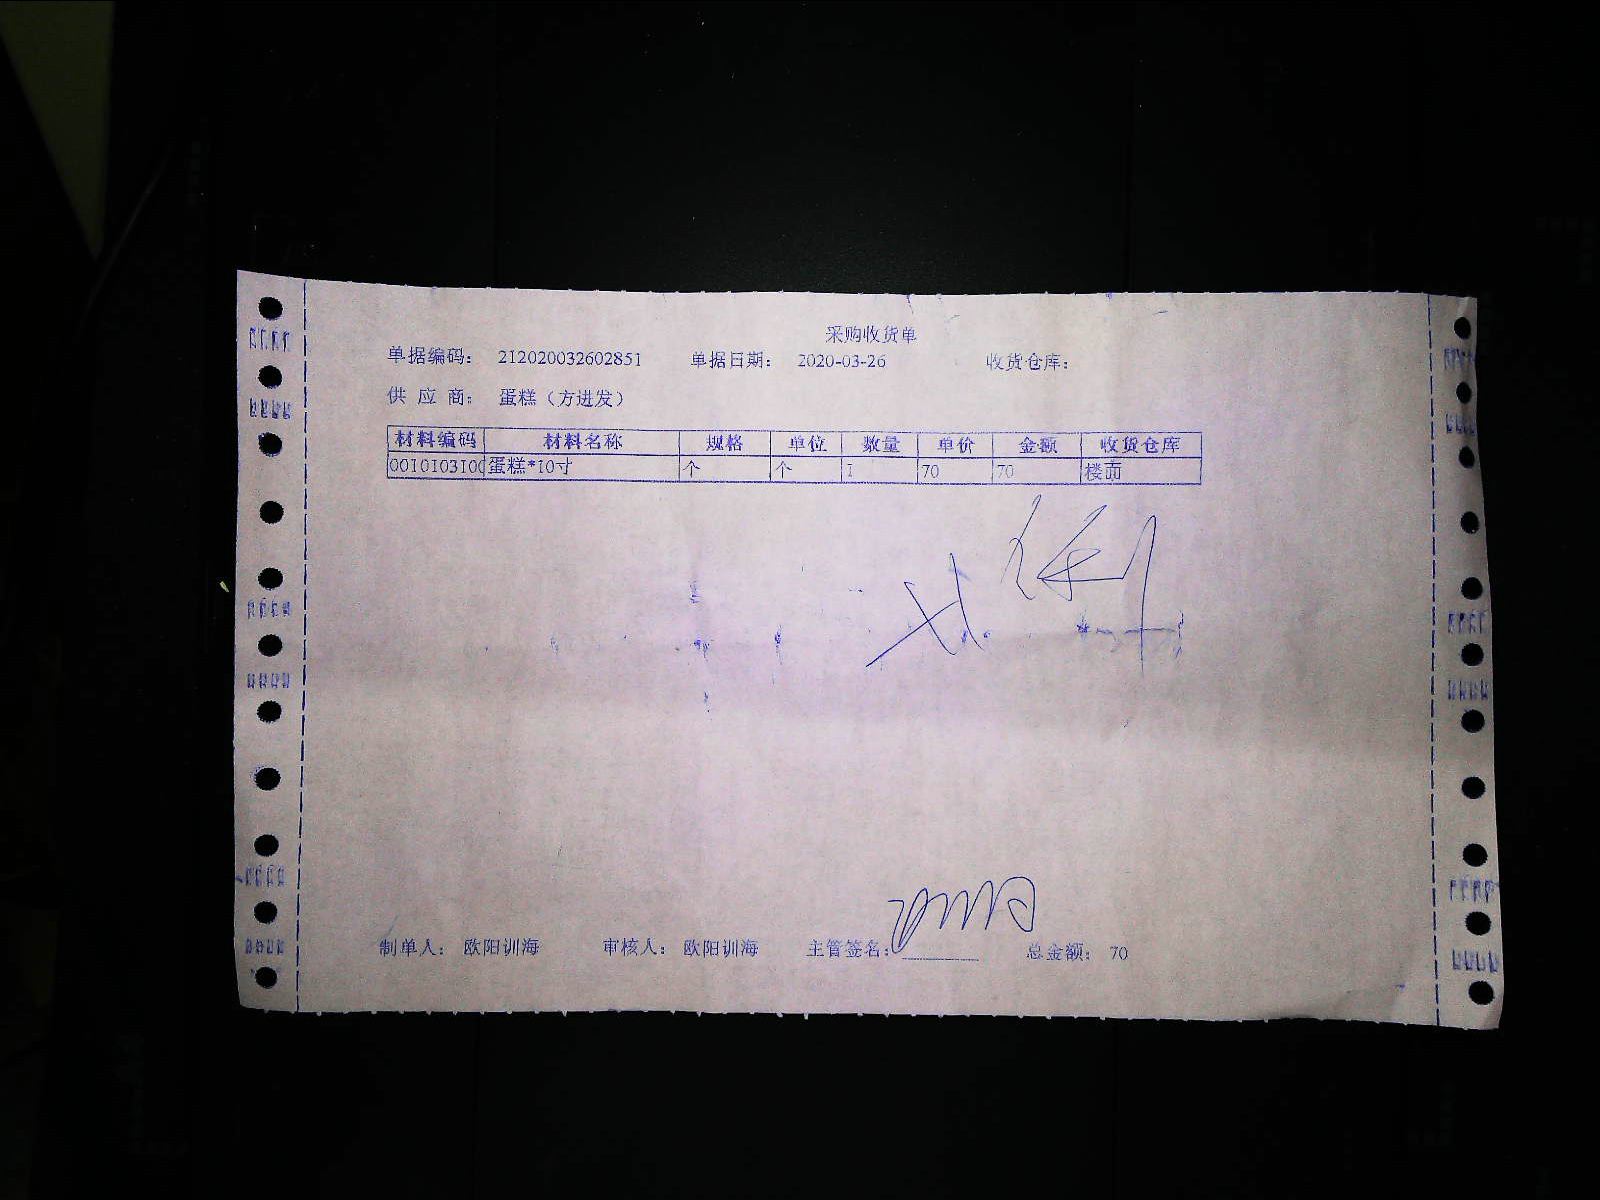 采购收货单
单据编码： 212020032602851 单据日期： 2020-03-26 收货仓库：
供 应 商： 蛋糕（方进发）
材料编码 材料名称 规格 单位 数量 单价 金额 收货仓库
0010103100 蛋糕*10寸 个 个 1 70 70 楼面
制单人： 欧阳训海 审核人： 欧阳训海 主管签名： 总金额： 70